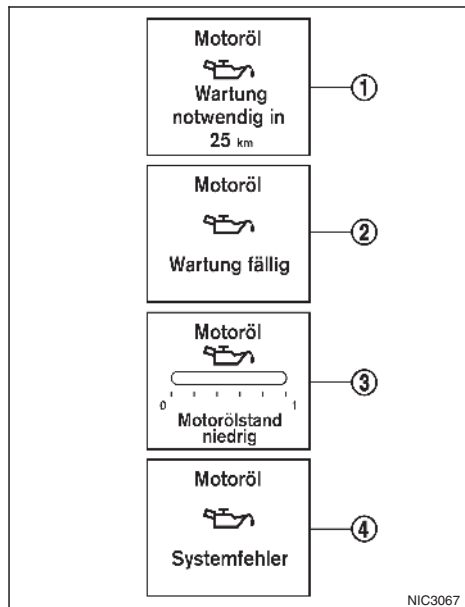 Motoröl
Wartung
notwendig in
25 km
1
Motoröl
Wartung fällig
2
Motoröl
0 1
Motorölstand
niedrig
3
Motoröl
Systemfehler
4
NIC3067